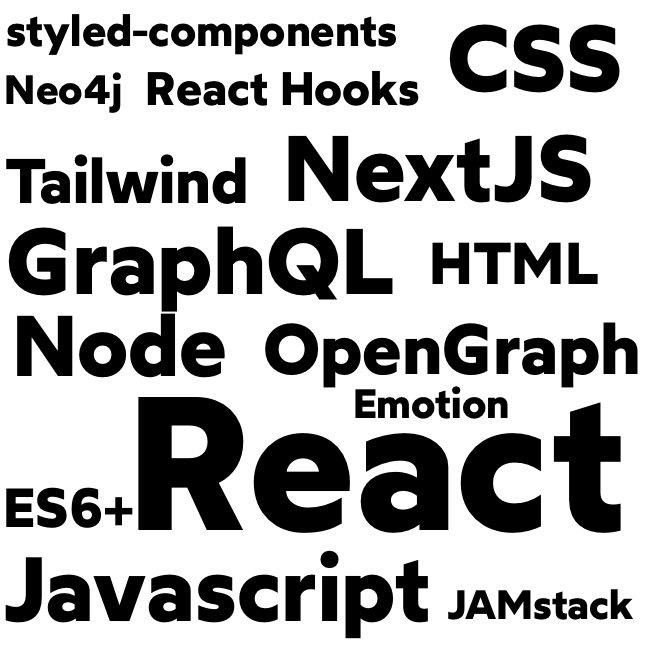 styled-components
CSS
Neo4j React Hooks
Tailwind NextJS
GraphQL HTML
Node OpenGraph
Emotion
React
ES6+
Javascript JAMstack